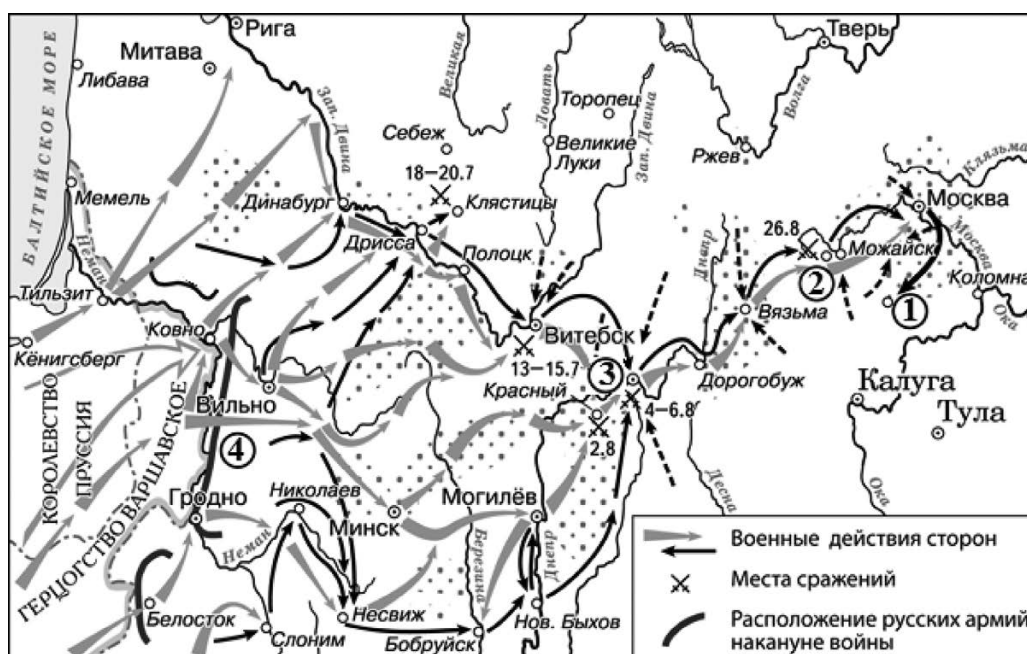 Рига
Тверь
Митава
Либава
Великая
Ловать
Торопец
Волга
БАЛТИЙСКОЕ МОРЕ
Зап. Двина
Себеж
Великие
Луки
Зап. Двина
Ржев
Клязьма
18–20.7
Мемель
Динабург
Клястицы
Москва
Неман
Дрисса
Полоцк
Днепр
26.8
Можайск
Москва
Коломна
Тильзит
2
1
Ока
Ковно
Витебск
Вязьма
Кёнигсберг
13–15.7
3
Дорогобуж
Красный
Калуга
Вильно
4–6.8
Тула
КОРОЛЕВСТВО
ПРУССИЯ
4
2.8
ГЕРЦОГСТВО ВАРШАВСКОЕ
Гродно
Николаев
Минск
Могилёв
Десна
Ока
Неман
Березина
Днепр
Белосток
Несвиж
Нов. Быхов
Слоним
Бобруйск
Военные действия сторон
Места сражений
Расположение русских армий
накануне войны